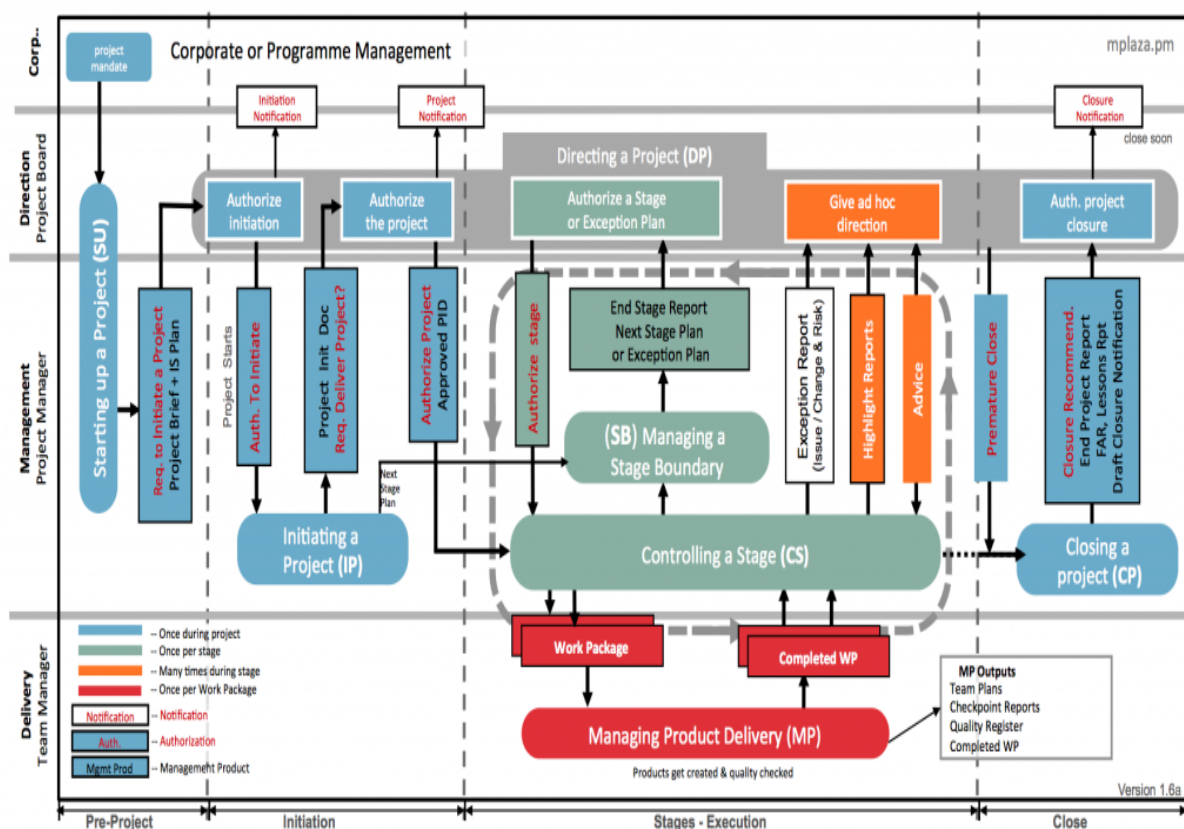 Corp..
project
mandate
Corporate or Programme Management
mplaza.pm
Initiation
Notification
Project
Notification
Closure
Notification
close soon
Direction
Project Board
Directing a Project (DP)
Authorize
initiation
Authorize
the project
Authorize a Stage
or Exception Plan
Give ad hoc
direction
Auth. project
closure
Management
Project Manager
Starting up a Project (SU)
Req. to Initiate a Project
Project Brief + IS Plan
Project Starts
Auth. To Initiate
Project Init Doc
Req. Deliver Project?
Authorize Project
Approved PID
Authorize stage
End Stage Report
Next Stage Plan
or Exception Plan
Exception Report
(Issue / Change & Risk)
Highlight Reports
Advice
Premature Close
Closure Recommend.
End Project Report
FAR, Lessons Rpt
Draft Closure Notification
(SB) Managing a
Stage Boundary
Next
Stage
Plan
Initiating a
Project (IP)
Controlling a Stage (CS)
Closing a
project (CP)
Delivery
Team Manager
-- Once during project
-- Once per stage
-- Many times during stage
-- Once per Work Package
Notification -- Notification
Auth. -- Authorization
Mgmt Prod -- Management Product
Work Package
Completed WP
Managing Product Delivery (MP)
Products get created & quality checked
MP Outputs
Team Plans
Checkpoint Reports
Quality Register
Completed WP
Version 1.6a
Pre-Project
Initiation
Stages - Execution
Close